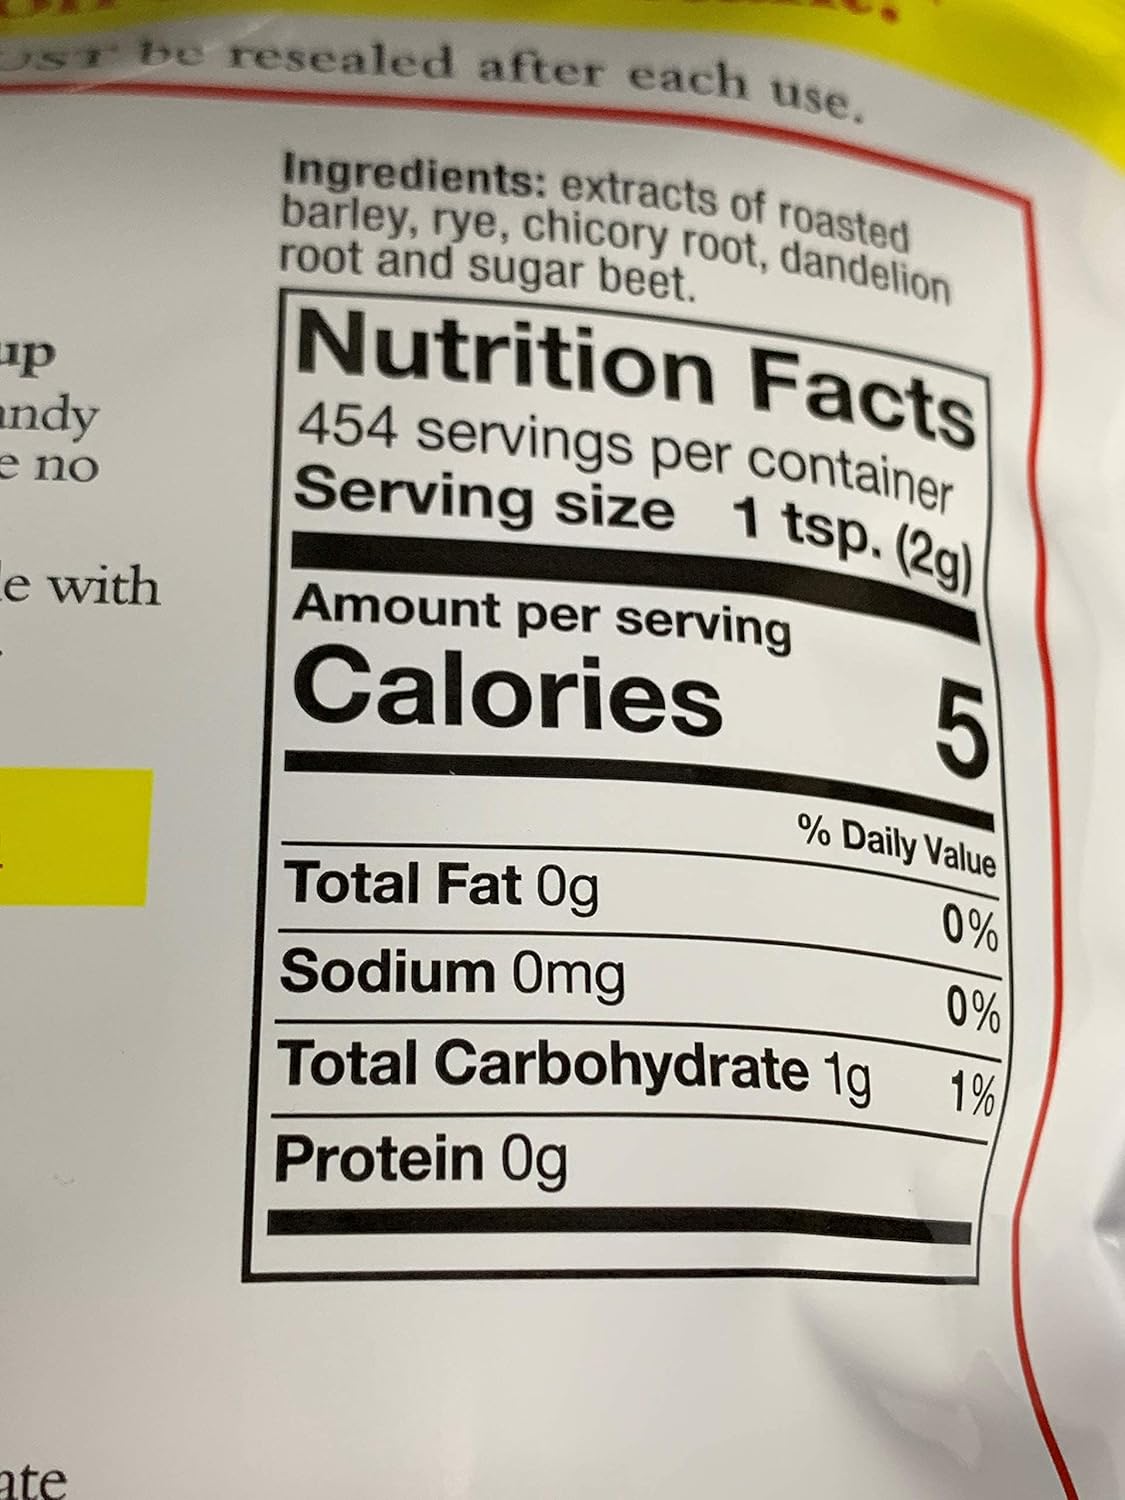 be resealed after each use.
Ingredients: extracts of roasted
barley, rye, chicory root, dandelion
root and sugar beet.
Nutrition Facts
454 servings per container
Serving size 1 tsp. (2g)
Amount per serving
Calories 5
% Daily Value
Total Fat 0g 0%
Sodium 0mg 0%
Total Carbohydrate 1g 1%
Protein 0g
up
no
with